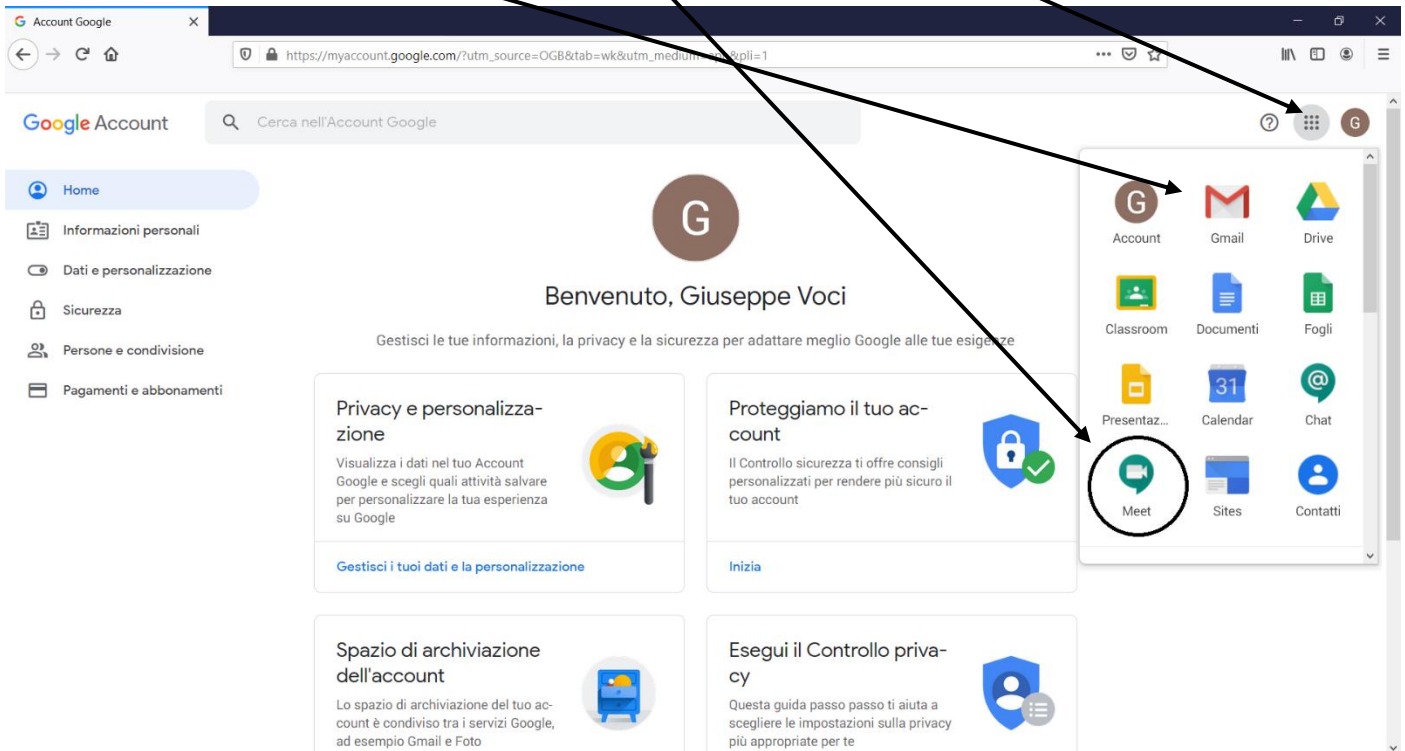 Account Google
https://myaccount.google.com/?utm_source=OGB&tab=wk&utm_medium= &pli=1
Google Account
Cerca nell'Account Google
G
Home
Informazioni personali
Dati e personalizzazione
Sicurezza
Persone e condivisione
Pagamenti e abbonamenti
G
Benvenuto, Giuseppe Voci
Gestisci le tue informazioni, la privacy e la sicurezza per adattare meglio Google alle tue esigenze
Privacy e personalizza-
zione
Visualizza i dati nel tuo Account
Google e scegli quali attività salvare
per personalizzare la tua esperienza
su Google
Gestisci i tuoi dati e la personalizzazione
Proteggiamo il tuo ac-
count
Il Controllo sicurezza ti offre consigli
personalizzati per rendere più sicuro il
tuo account
Inizia
Spazio di archiviazione
dell'account
Lo spazio di archiviazione del tuo ac-
count è condiviso tra i servizi Google,
ad esempio Gmail e Foto
Esegui il Controllo priva-
cy
Questa guida passo passo ti aiuta a
scegliere le impostazioni sulla privacy
più appropriate per te
G
Account
Gmail
Drive
Classroom
Documenti
Fogli
Presentaz...
31
Calendar
@
Chat
Meet
Sites
Contatti